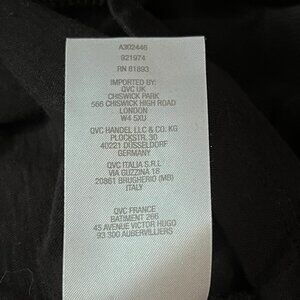 A302446
921974
RN 81893
IMPORTED BY:
QVC UK
CHISWICK PARK
566 CHISWICK HIGH ROAD
LONDON
W4 5XU
QVC HANDEL LLC & CO. KG
PLOCKSTR. 30
40221 DUSSELDORF
GERMANY
QVC ITALIA S.R.L
VIA GUZZINA 18
20861 BRUGHERIO (MB)
ITALY
QVC FRANCE
BATIMENT 266
45 AVENUE VICTOR HUGO
93 300 AUBERVILLIERS